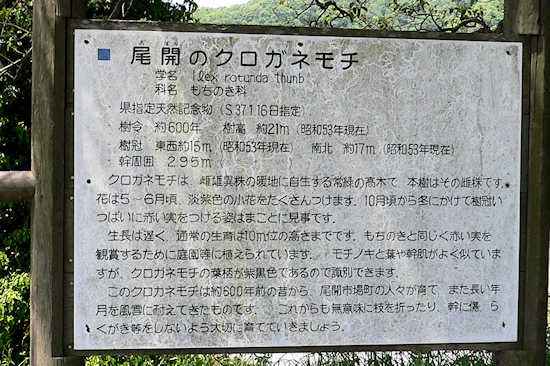 尾開のクロガネモチ
学名 Ilex rotunda thunb
科名 もちのき科
・県指定天然記念物（S.37.1.16日指定）
・樹令 約600年 樹高 約21m（昭和53年現在）
・樹冠 東西約15m（昭和53年現在） 南北 約17m（昭和53年現在）
・幹周囲 2.95m
クロガネモチは、雌雄異株の暖地に自生する常緑の高木で、本樹はその雌株です。
花は5～6月頃、淡紫色の小花をたくさんつけます。10月頃から冬にかけて樹冠い
っぱいに赤い実をつける姿はまことに見事です。
生長は遅く、通常の生育は10m位の高さまでです。もちのきと同じく赤い実を
観賞するために庭園等に植えられています。 モチノキと葉や幹肌がよく似ていま
すが、クロガネモチの葉柄が紫黒色であるので識別できます。
このクロガネモチは約600年前の昔から、尾開市場町の人々が育て、また長い年
月を風雪に耐えてきたものです。 これからも無意味に枝を折ったり、幹に傷、ら
くがき等をしないよう大切に育てていきましょう。